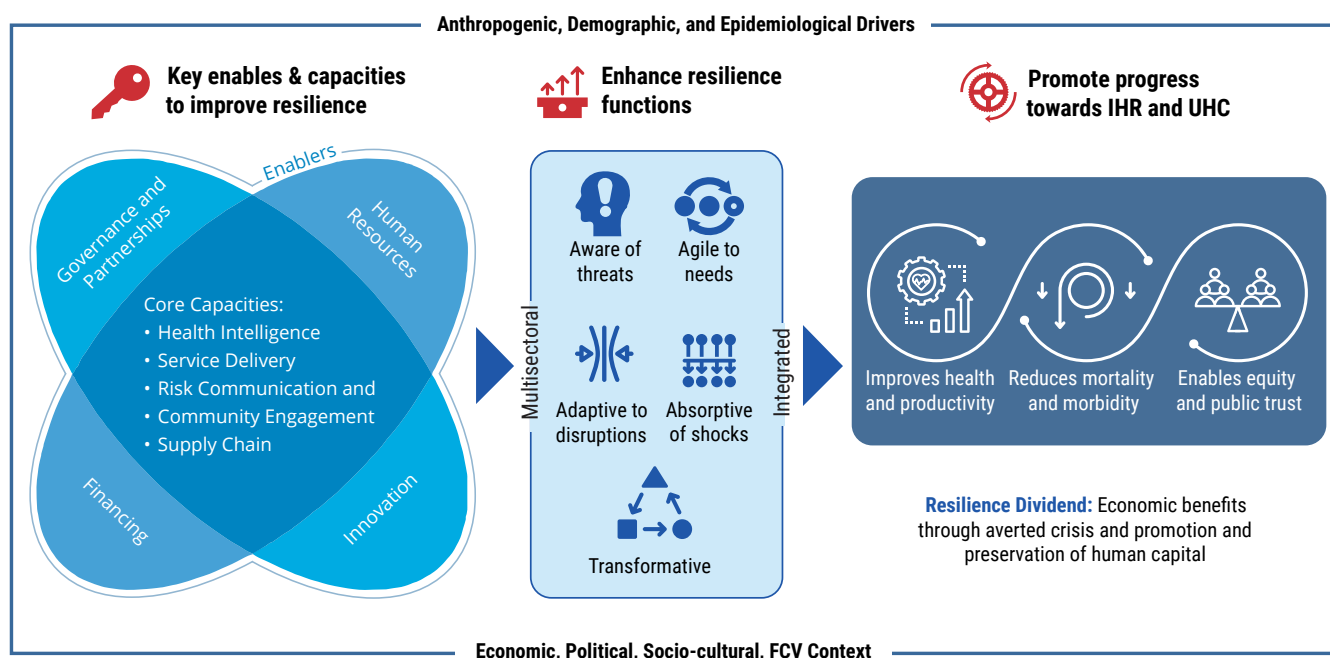 Anthropogenic, Demographic, and Epidemiological Drivers
Key enables & capacities
to improve resilience
Enablers
Governance and
Partnerships
Human
Resources
Core Capacities:
• Health Intelligence
• Service Delivery
• Risk Communication and
• Community Engagement
• Supply Chain
Financing
Innovation
Enhance resilience
functions
Multisectoral
Aware of
threats
Agile to
needs
Adaptive to
disruptions
Absorptive
of shocks
Transformative
Integrated
Promote progress
towards IHR and UHC
Improves health
and productivity
Reduces mortality
and morbidity
Enables equity
and public trust
Resilience Dividend: Economic benefits
through averted crisis and promotion and
preservation of human capital
Economic, Political, Socio-cultural, FCV Context